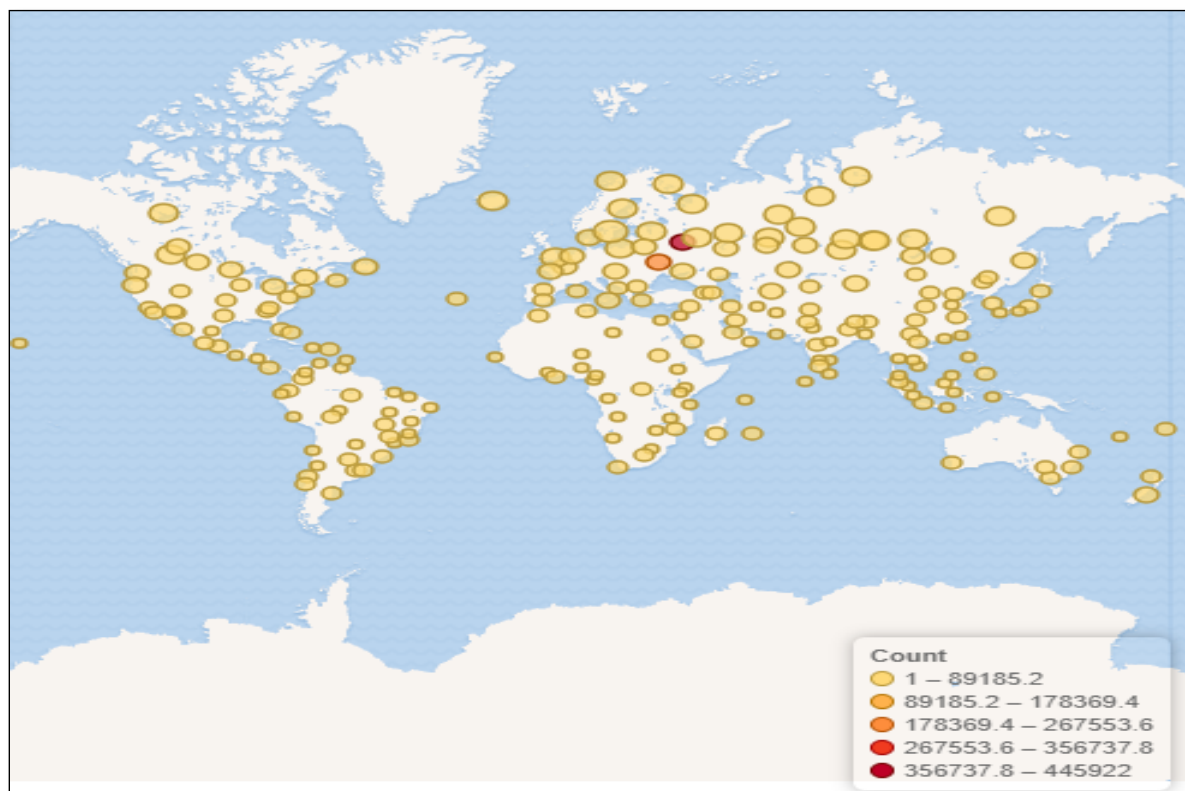 Count
1 – 89185.2
89185.2 – 178369.4
178369.4 – 267553.6
267553.6 – 356737.8
356737.8 – 445922